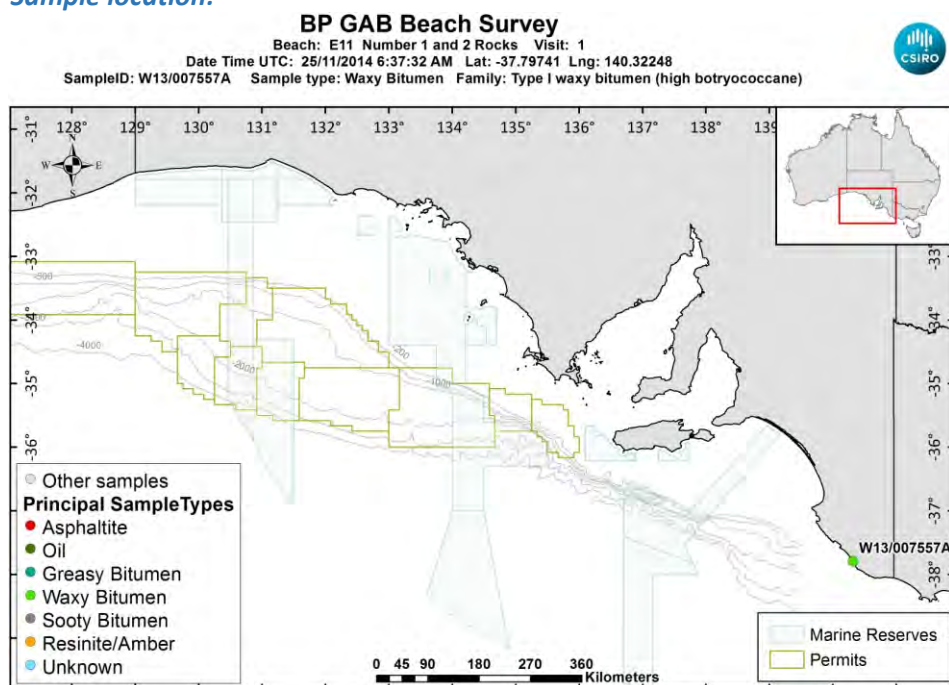 Sample location:
BP GAB Beach Survey
Beach: E11 Number 1 and 2 Rocks Visit: 1
Date Time UTC: 25/11/2014 6:37:32 AM Lat: -37.79741 Lng: 140.32248
SampleID: W13/007557A Sample type: Waxy Bitumen Family: Type I waxy bitumen (high botryococcane)
CSIRO
128° 129° 130° 131° 132° 133° 134° 135° 136° 137° 138° 139
-31°
N
W E
S
-32°
-33°
-33°
-34°
-34°
-200
-4000
-2000
-1000
-35°
-35°
-36°
-36°
-37°
-37°
W13/007557A
-38°
-38°
Other samples
Principal SampleTypes
Asphaltite
Oil
Greasy Bitumen
Waxy Bitumen
Sooty Bitumen
Resinite/Amber
Unknown
0 45 90 180 270 360
Kilometers
Marine Reserves
Permits